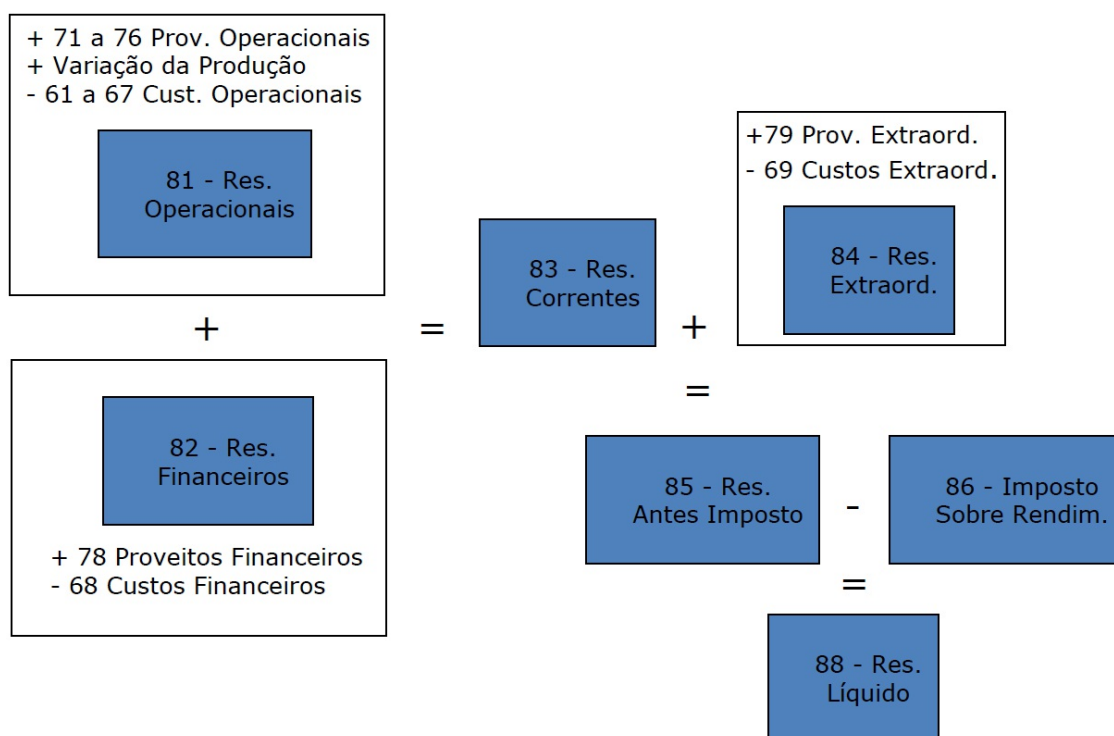 + 71 a 76 Prov. Operacionais
+ Variação da Produção
- 61 a 67 Cust. Operacionais
81 - Res.
Operacionais
+
82 - Res.
Financeiros
+ 78 Proveitos Financeiros
- 68 Custos Financeiros
=
83 - Res.
Correntes
+
+79 Prov. Extraord.
- 69 Custos Extraord.
84 - Res.
Extraord.
=
85 - Res.
Antes Imposto
-
86 - Imposto
Sobre Rendim.
=
88 - Res.
Líquido